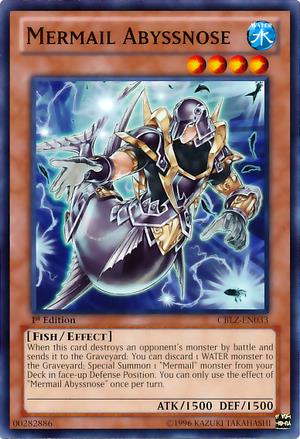 MERMAIL ABYSSNOSE
WATER
水
1st Edition
CBLZ-EN033
[FISH / EFFECT]
When this card destroys an opponent's monster by battle and
sends it to the Graveyard: You can discard 1 WATER monster to
the Graveyard; Special Summon 1 "Mermail" monster from your
Deck in face-up Defense Position. You can only use the effect of
"Mermail Abyssnose" once per turn.
ATK/1500 DEF/1500
00282886
©1996 KAZUKI TAKAHASHI